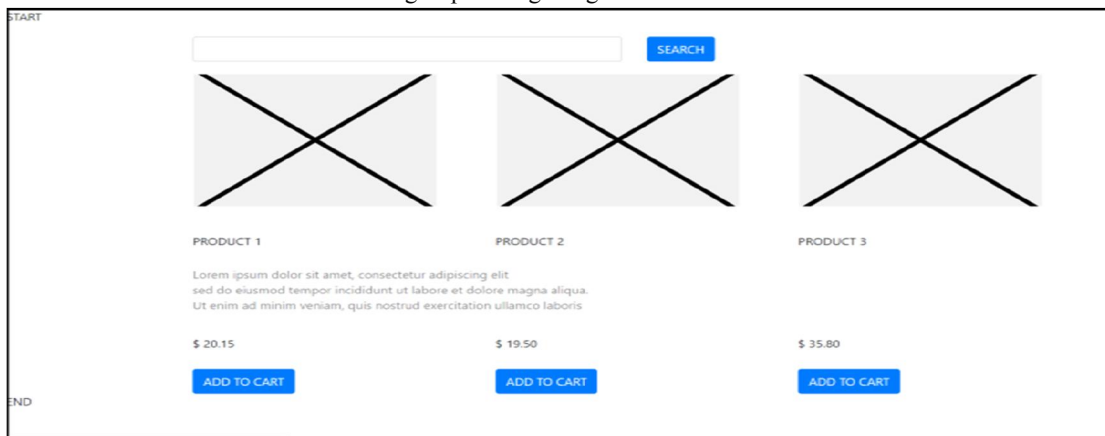 START
SEARCH
PRODUCT 1 PRODUCT 2 PRODUCT 3
Lorem ipsum dolor sit amet, consectetur adipiscing elit
sed do eiusmod tempor incididunt ut labore et dolore magna aliqua.
Ut enim ad minim veniam, quis nostrud exercitation ullamco laboris
$ 20.15 $ 19.50 $ 35.80
ADD TO CART ADD TO CART ADD TO CART
END